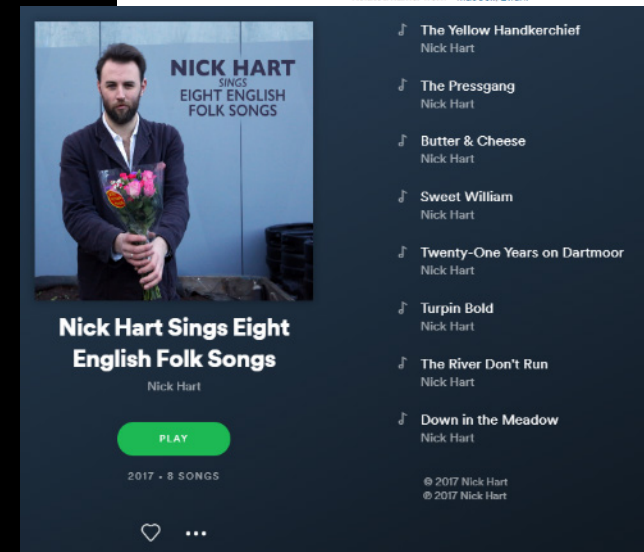 NICK HART
SINGS
EIGHT ENGLISH
FOLK SONGS
Nick Hart Sings Eight
English Folk Songs
Nick Hart
PLAY
2017 • 8 SONGS
The Yellow Handkerchief
Nick Hart
The Pressgang
Nick Hart
Butter & Cheese
Nick Hart
Sweet William
Nick Hart
Twenty-One Years on Dartmoor
Nick Hart
Turpin Bold
Nick Hart
The River Don't Run
Nick Hart
Down in the Meadow
Nick Hart
© 2017 Nick Hart
℗ 2017 Nick Hart